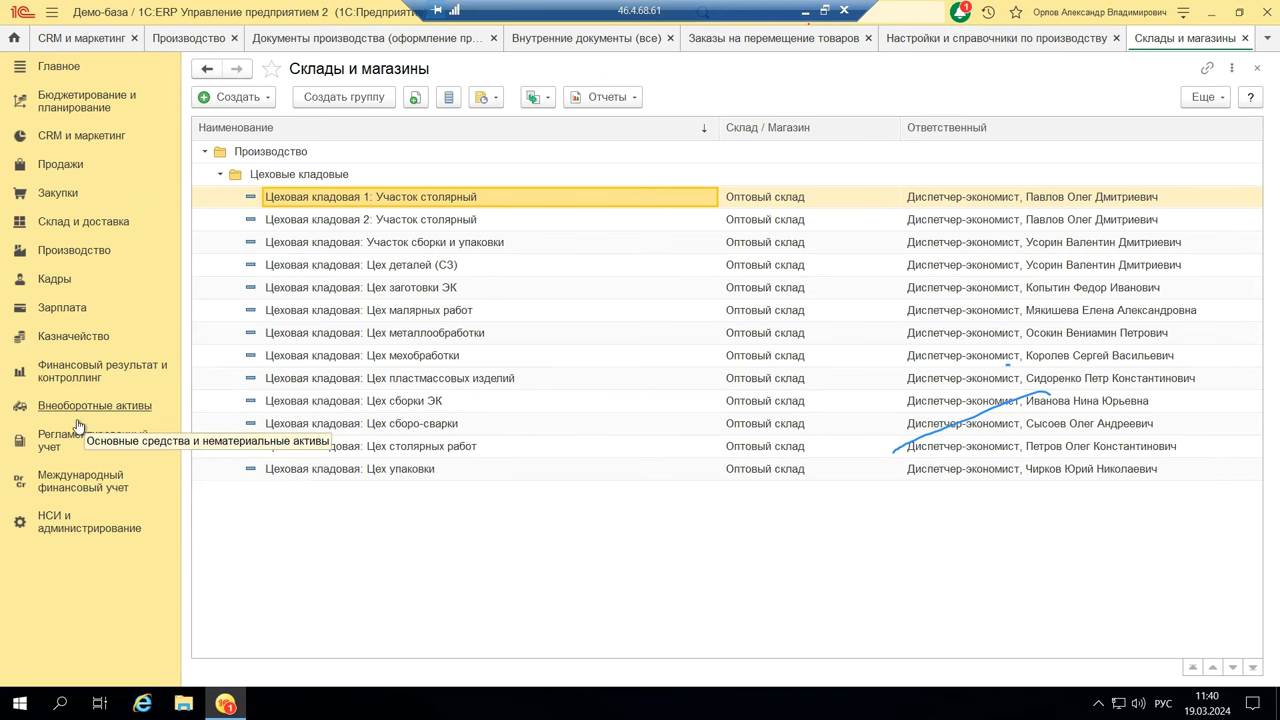 1С Демо-база / 1С:ERP Управление предприятием 2 (1С:Предприятие
46.4.68.61
1
Орлов Александр Владимирович
CRM и маркетинг ×
Производство ×
Документы производства (оформление пр... ×
Внутренние документы (все) ×
Заказы на перемещение товаров ×
Настройки и справочники по производству ×
Склады и магазины ×
Главное
Бюджетирование и
планирование
CRM и маркетинг
Продажи
Закупки
Склад и доставка
Производство
Кадры
Зарплата
Казначейство
Финансовый результат и
контроллинг
Внеоборотные активы
учет
Основные средства и нематериальные активы
Международный
финансовый учет
НСИ и
администрирование
Склады и магазины
Создать
Создать группу
Отчеты
Еще
?
Наименование ↓ Склад / Магазин Ответственный
Производство
Цеховые кладовые
Цеховая кладовая 1: Участок столярный Оптовый склад Диспетчер-экономист, Павлов Олег Дмитриевич
Цеховая кладовая 2: Участок столярный Оптовый склад Диспетчер-экономист, Павлов Олег Дмитриевич
Цеховая кладовая: Участок сборки и упаковки Оптовый склад Диспетчер-экономист, Усорин Валентин Дмитриевич
Цеховая кладовая: Цех деталей (СЗ) Оптовый склад Диспетчер-экономист, Усорин Валентин Дмитриевич
Цеховая кладовая: Цех заготовки ЭК Оптовый склад Диспетчер-экономист, Копытин Федор Иванович
Цеховая кладовая: Цех малярных работ Оптовый склад Диспетчер-экономист, Мякишева Елена Александровна
Цеховая кладовая: Цех металлообработки Оптовый склад Диспетчер-экономист, Осокин Вениамин Петрович
Цеховая кладовая: Цех мехобработки Оптовый склад Диспетчер-экономист, Королев Сергей Васильевич
Цеховая кладовая: Цех пластмассовых изделий Оптовый склад Диспетчер-экономист, Сидоренко Петр Константинович
Цеховая кладовая: Цех сборки ЭК Оптовый склад Диспетчер-экономист, Иванова Нина Юрьевна
Цеховая кладовая: Цех сборо-сварки Оптовый склад Диспетчер-экономист, Сысоев Олег Андреевич
Цех столярных работ Оптовый склад Диспетчер-экономист, Петров Олег Константинович
Цеховая кладовая: Цех упаковки Оптовый склад Диспетчер-экономист, Чирков Юрий Николаевич
1
РУС
11:40
19.03.2024